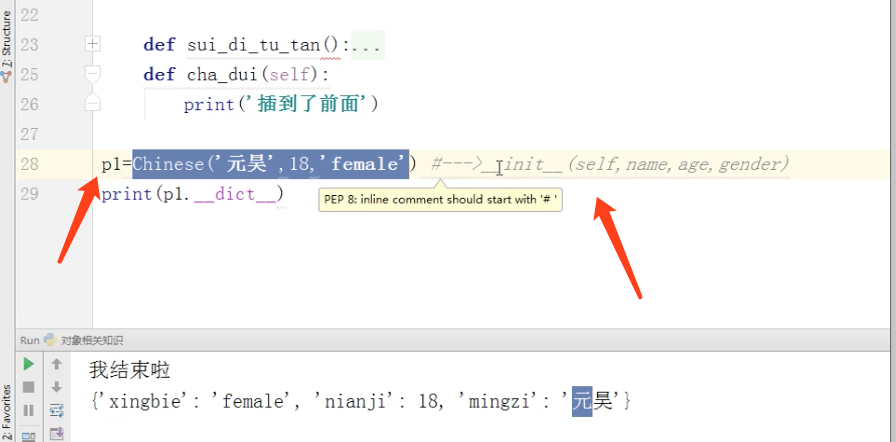 7: Structure
22
23 def sui_di_tu_tan():...
25 def cha_dui(self):
26 print('插到了前面')
27
28 p1=Chinese('元昊',18,'female') #--->__init__(self,name,age,gender)
PEP 8: inline comment should start with '# '
29 print(p1.__dict__)
Run 对象相关知识
我结束啦
{'xingbie': 'female', 'nianji': 18, 'mingzi': '元昊'}
2: Favorites